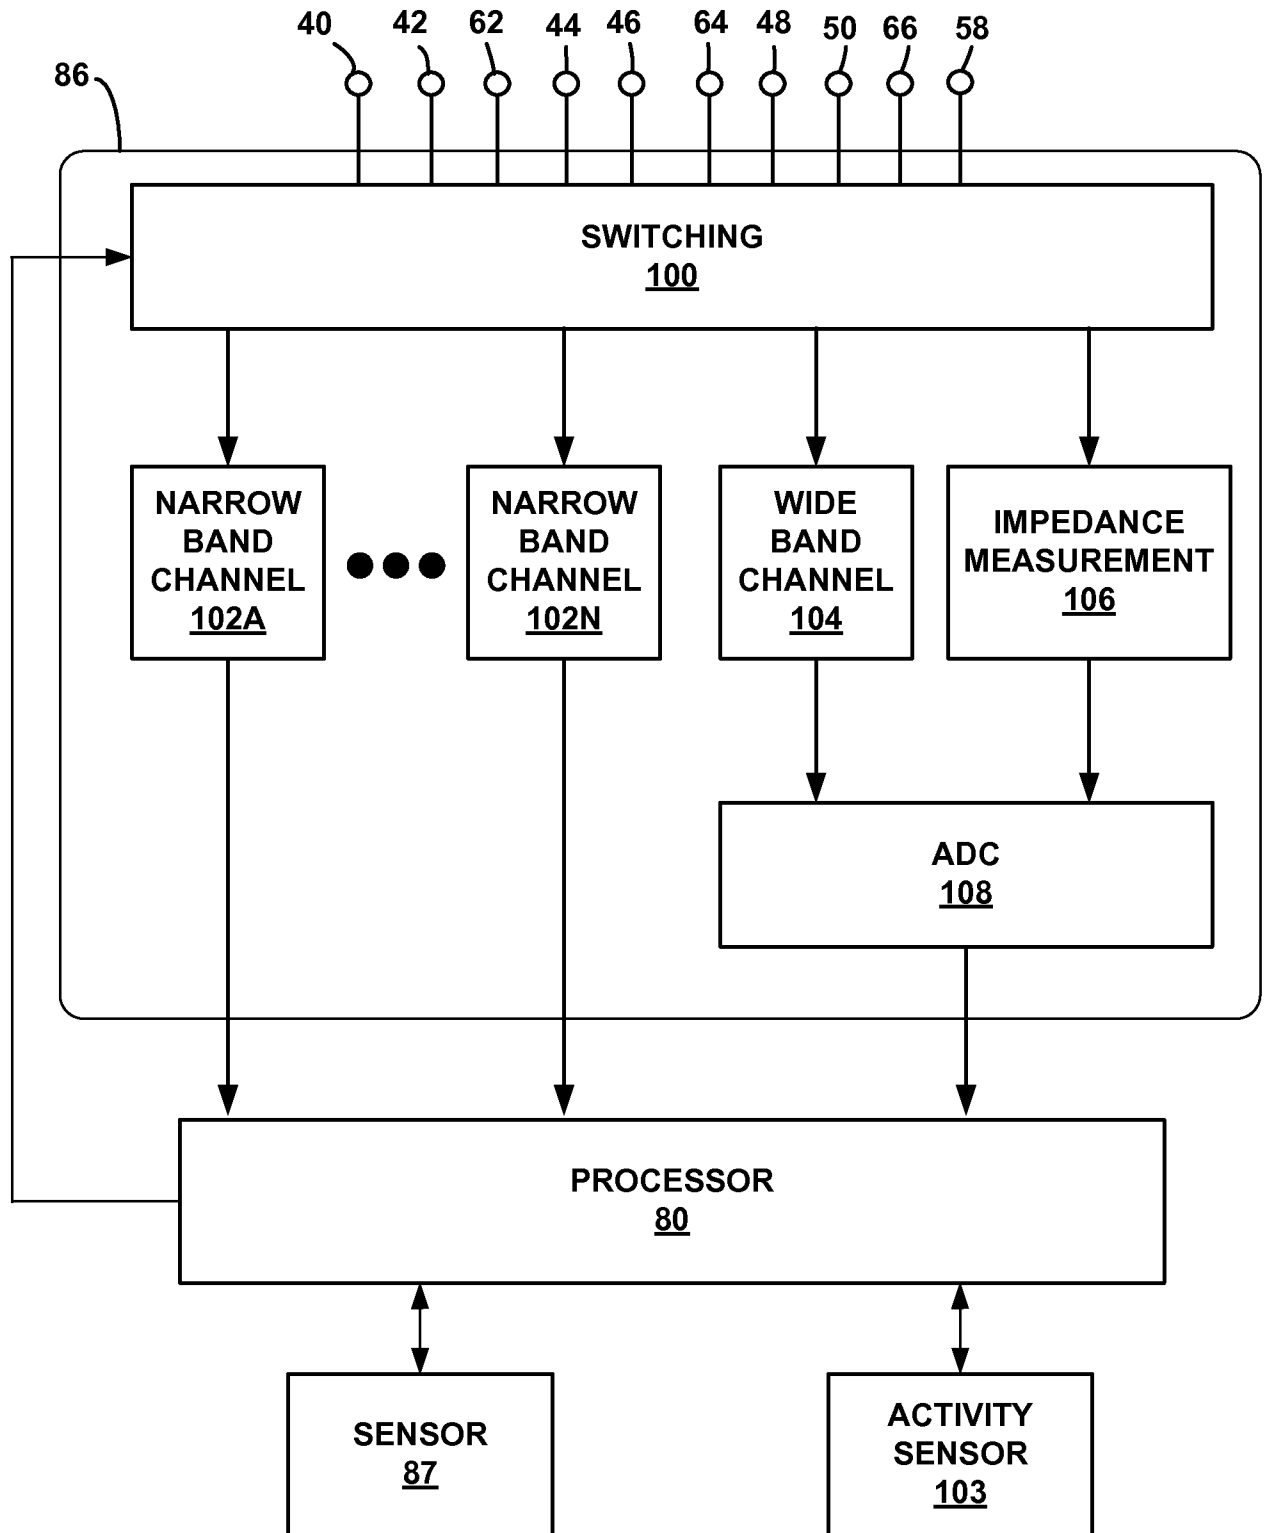 40 42 62 44 46 64 48 50 66 58
86
SWITCHING
100
NARROW
BAND
CHANNEL
102A
NARROW
BAND
CHANNEL
102N
WIDE
BAND
CHANNEL
104
IMPEDANCE
MEASUREMENT
106
ADC
108
PROCESSOR
80
SENSOR
87
ACTIVITY
SENSOR
103